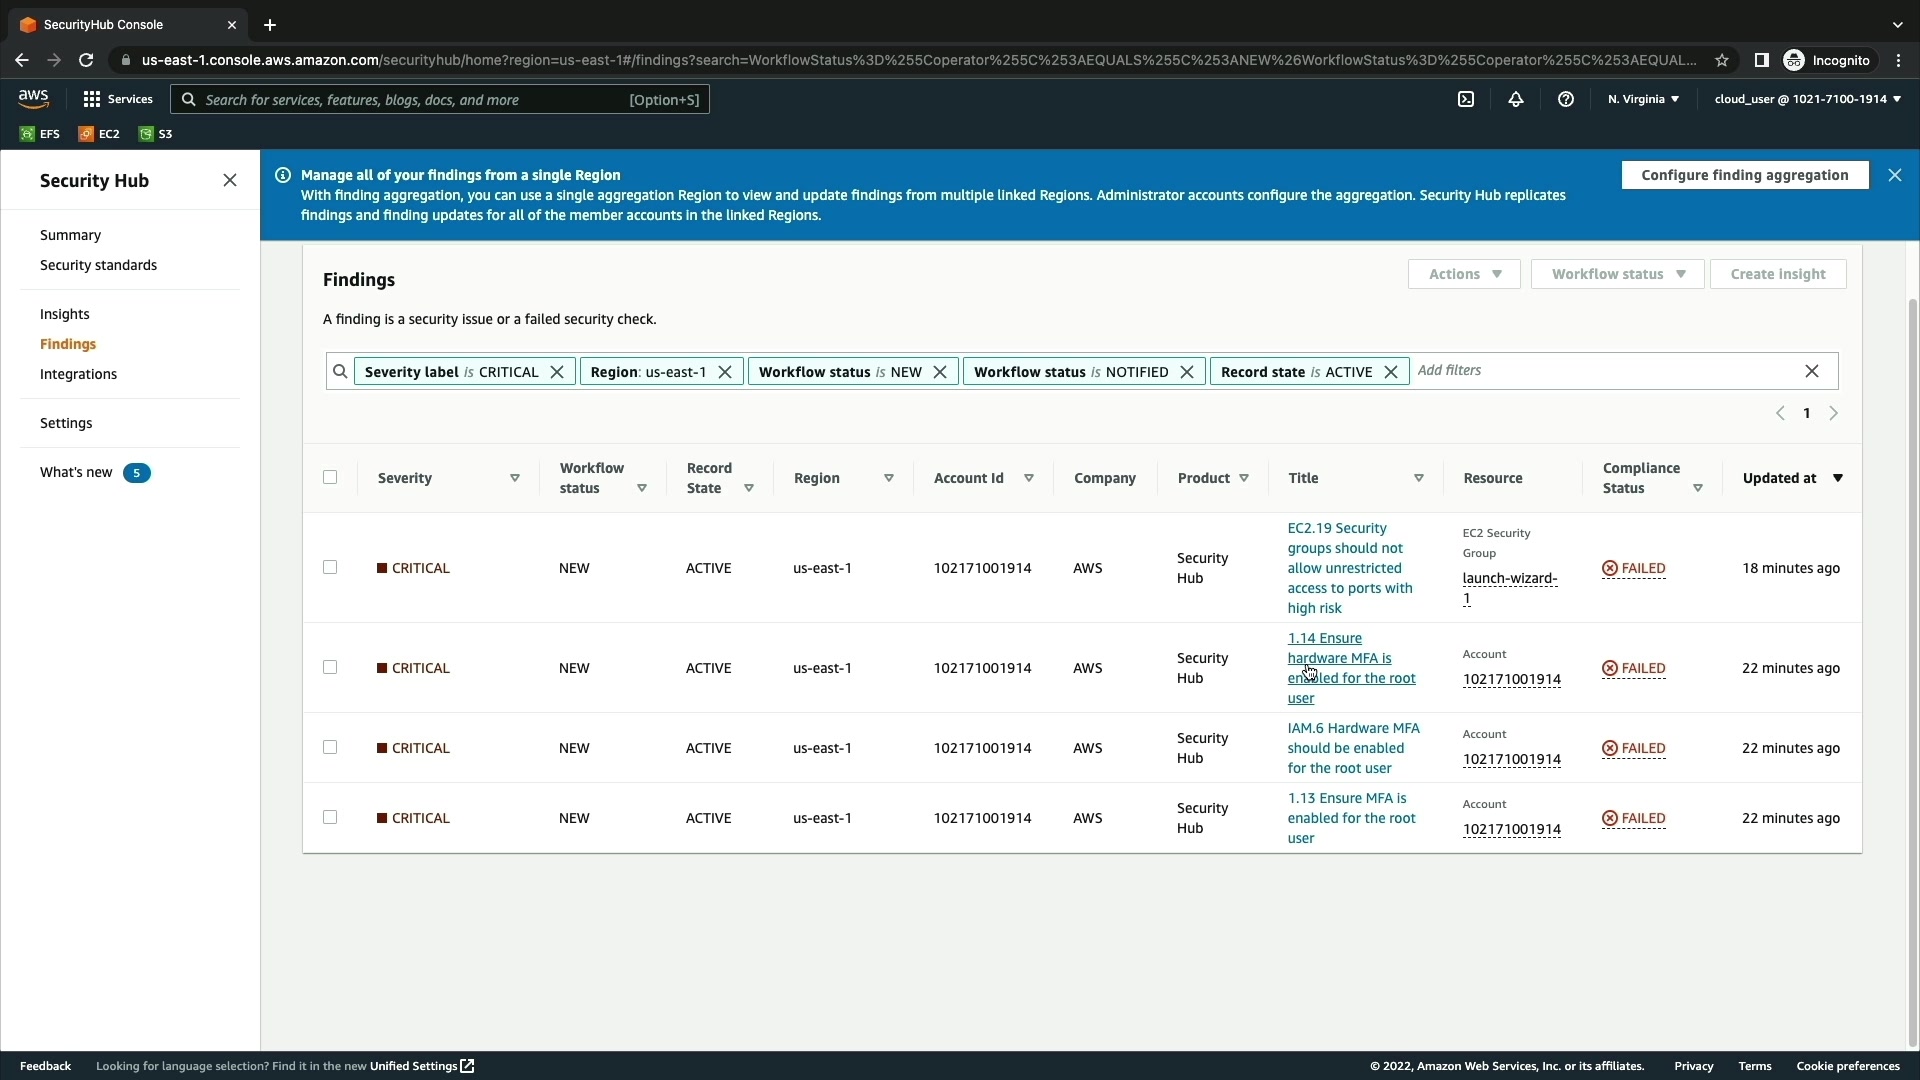 SecurityHub Console
us-east-1.console.aws.amazon.com/securityhub/home?region=us-east-1#/findings?search=WorkflowStatus%3D%255Coperator%255C%253AEQUALS%255C%253ANEW%26WorkflowStatus%3D%255Coperator%255C%253AEQUAL...
Incognito
aws
Services
Search for services, features, blogs, docs, and more
[Option+S]
N. Virginia
cloud_user @ 1021-7100-1914
EFS
EC2
S3
Security Hub
Summary
Security standards
Insights
Findings
Integrations
Settings
What's new 5
Manage all of your findings from a single Region
With finding aggregation, you can use a single aggregation Region to view and update findings from multiple linked Regions. Administrator accounts configure the aggregation. Security Hub replicates
findings and finding updates for all of the member accounts in the linked Regions.
Configure finding aggregation
Findings
Actions
Workflow status
Create insight
A finding is a security issue or a failed security check.
Severity label is CRITICAL
Region: us-east-1
Workflow status is NEW
Workflow status is NOTIFIED
Record state is ACTIVE
Add filters
1
Severity
Workflow
status
Record
State
Region
Account Id
Company
Product
Title
Resource
Compliance
Status
Updated at
CRITICAL
NEW
ACTIVE
us-east-1
102171001914
AWS
Security
Hub
EC2.19 Security
groups should not
allow unrestricted
access to ports with
high risk
EC2 Security
Group
launch-wizard-
1
FAILED
18 minutes ago
CRITICAL
NEW
ACTIVE
us-east-1
102171001914
AWS
Security
Hub
1.14 Ensure
hardware MFA is
enabled for the root
user
Account
102171001914
FAILED
22 minutes ago
CRITICAL
NEW
ACTIVE
us-east-1
102171001914
AWS
Security
Hub
IAM.6 Hardware MFA
should be enabled
for the root user
Account
102171001914
FAILED
22 minutes ago
CRITICAL
NEW
ACTIVE
us-east-1
102171001914
AWS
Security
Hub
1.13 Ensure MFA is
enabled for the root
user
Account
102171001914
FAILED
22 minutes ago
Feedback
Looking for language selection? Find it in the new Unified Settings
© 2022, Amazon Web Services, Inc. or its affiliates.
Privacy
Terms
Cookie preferences